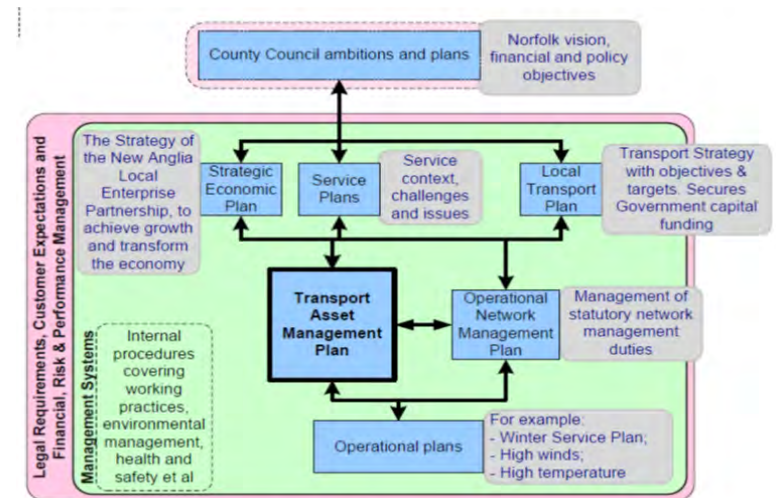 County Council ambitions and plans
Norfolk vision,
financial and policy
objectives
Legal Requirements, Customer Expectations and
Financial, Risk & Performance Management
The Strategy of
the New Anglia
Local
Enterprise
Partnership, to
achieve growth
and transform
the economy
Strategic
Economic
Plan
Service
Plans
Service
context,
challenges
and issues
Local
Transport
Plan
Transport Strategy
with objectives &
targets. Secures
Government capital
funding
Transport
Asset
Management
Plan
Operational
Network
Management
Plan
Management of
statutory network
management
duties
Management Systems
Internal
procedures
covering
working
practices,
environmental
management,
health and
safety et al
Operational plans
For example:
- Winter Service Plan;
- High winds;
- High temperature